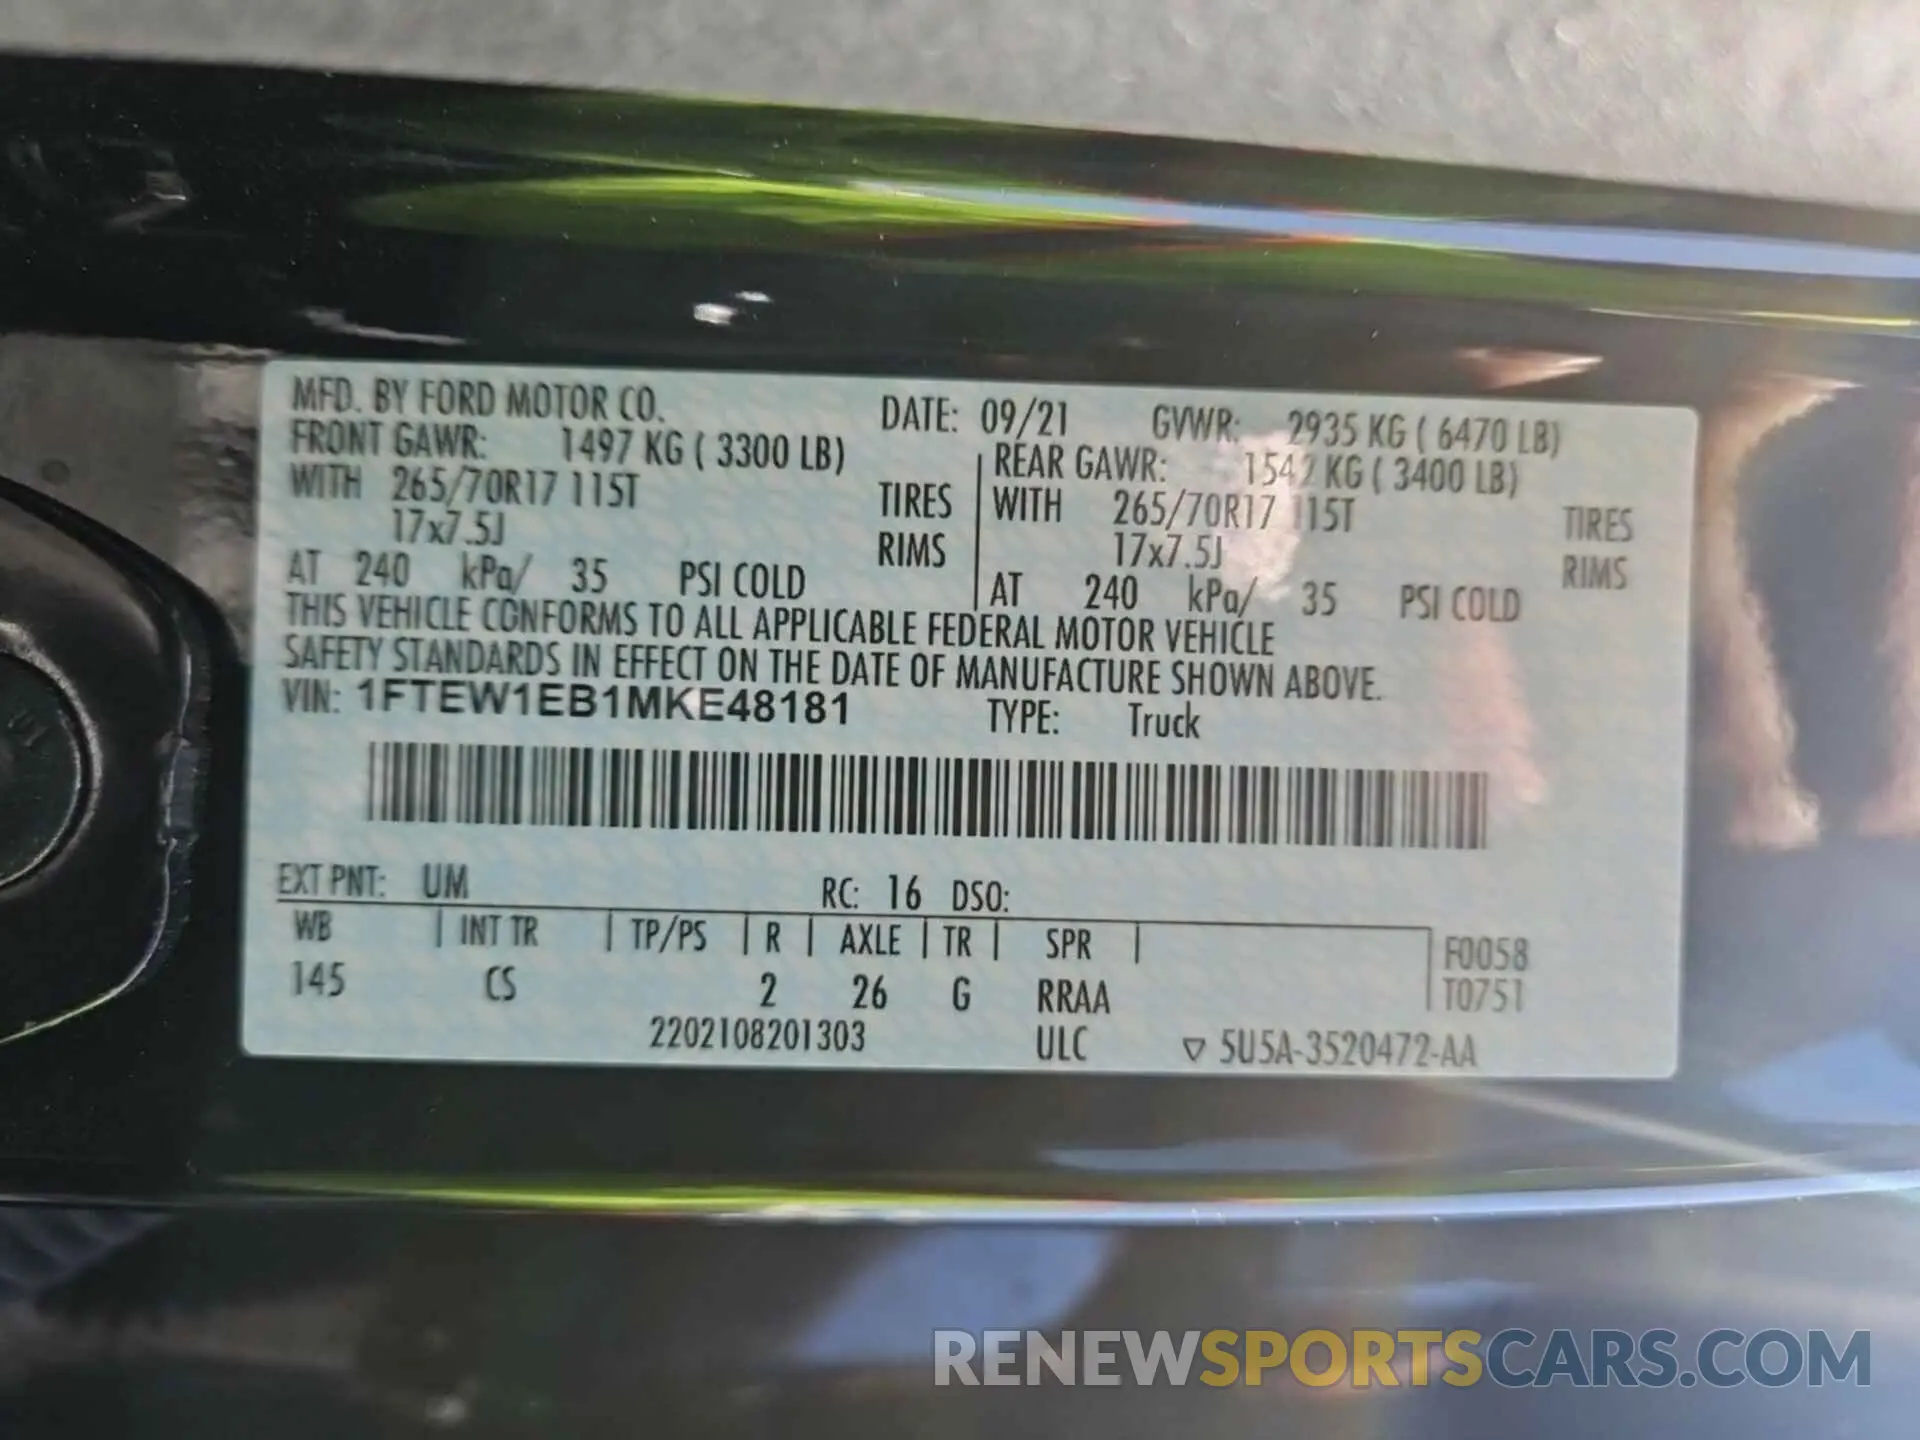 MFD. BY FORD MOTOR CO. DATE: 09/21 GVWR: 2935 KG ( 6470 LB)
FRONT GAWR: 1497 KG ( 3300 LB) REAR GAWR: 1542 KG ( 3400 LB)
WITH 265/70R17 115T TIRES WITH 265/70R17 115T TIRES
17x7.5J RIMS 17x7.5J RIMS
AT 240 kPa/ 35 PSI COLD AT 240 kPa/ 35 PSI COLD
THIS VEHICLE CONFORMS TO ALL APPLICABLE FEDERAL MOTOR VEHICLE
SAFETY STANDARDS IN EFFECT ON THE DATE OF MANUFACTURE SHOWN ABOVE.
VIN: 1FTEW1EB1MKE48181 TYPE: Truck
EXT PNT: UM RC: 16 DSO:
WB | INT TR | TP/PS | R | AXLE | TR | SPR | F0058
145 CS 2 26 G RRAA T0751
2202108201303 ULC ▽ 5U5A-3520472-AA
RENEWSPORTSCARS.COM